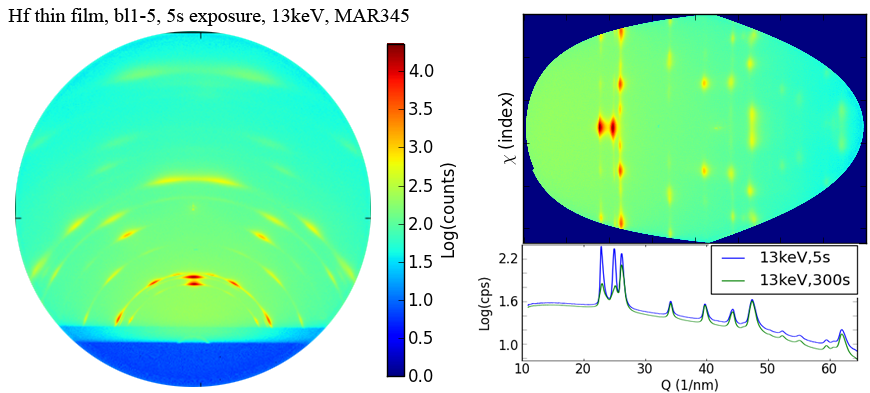 Hf thin film, bl1-5, 5s exposure, 13keV, MAR345
4.0
3.5
3.0
2.5
2.0
1.5
1.0
0.5
0.0
Log(counts)
χ (index)
2.2
1.6
1.0
Log(cps)
13keV,5s
13keV,300s
10 20 30 40 50 60
Q (1/nm)